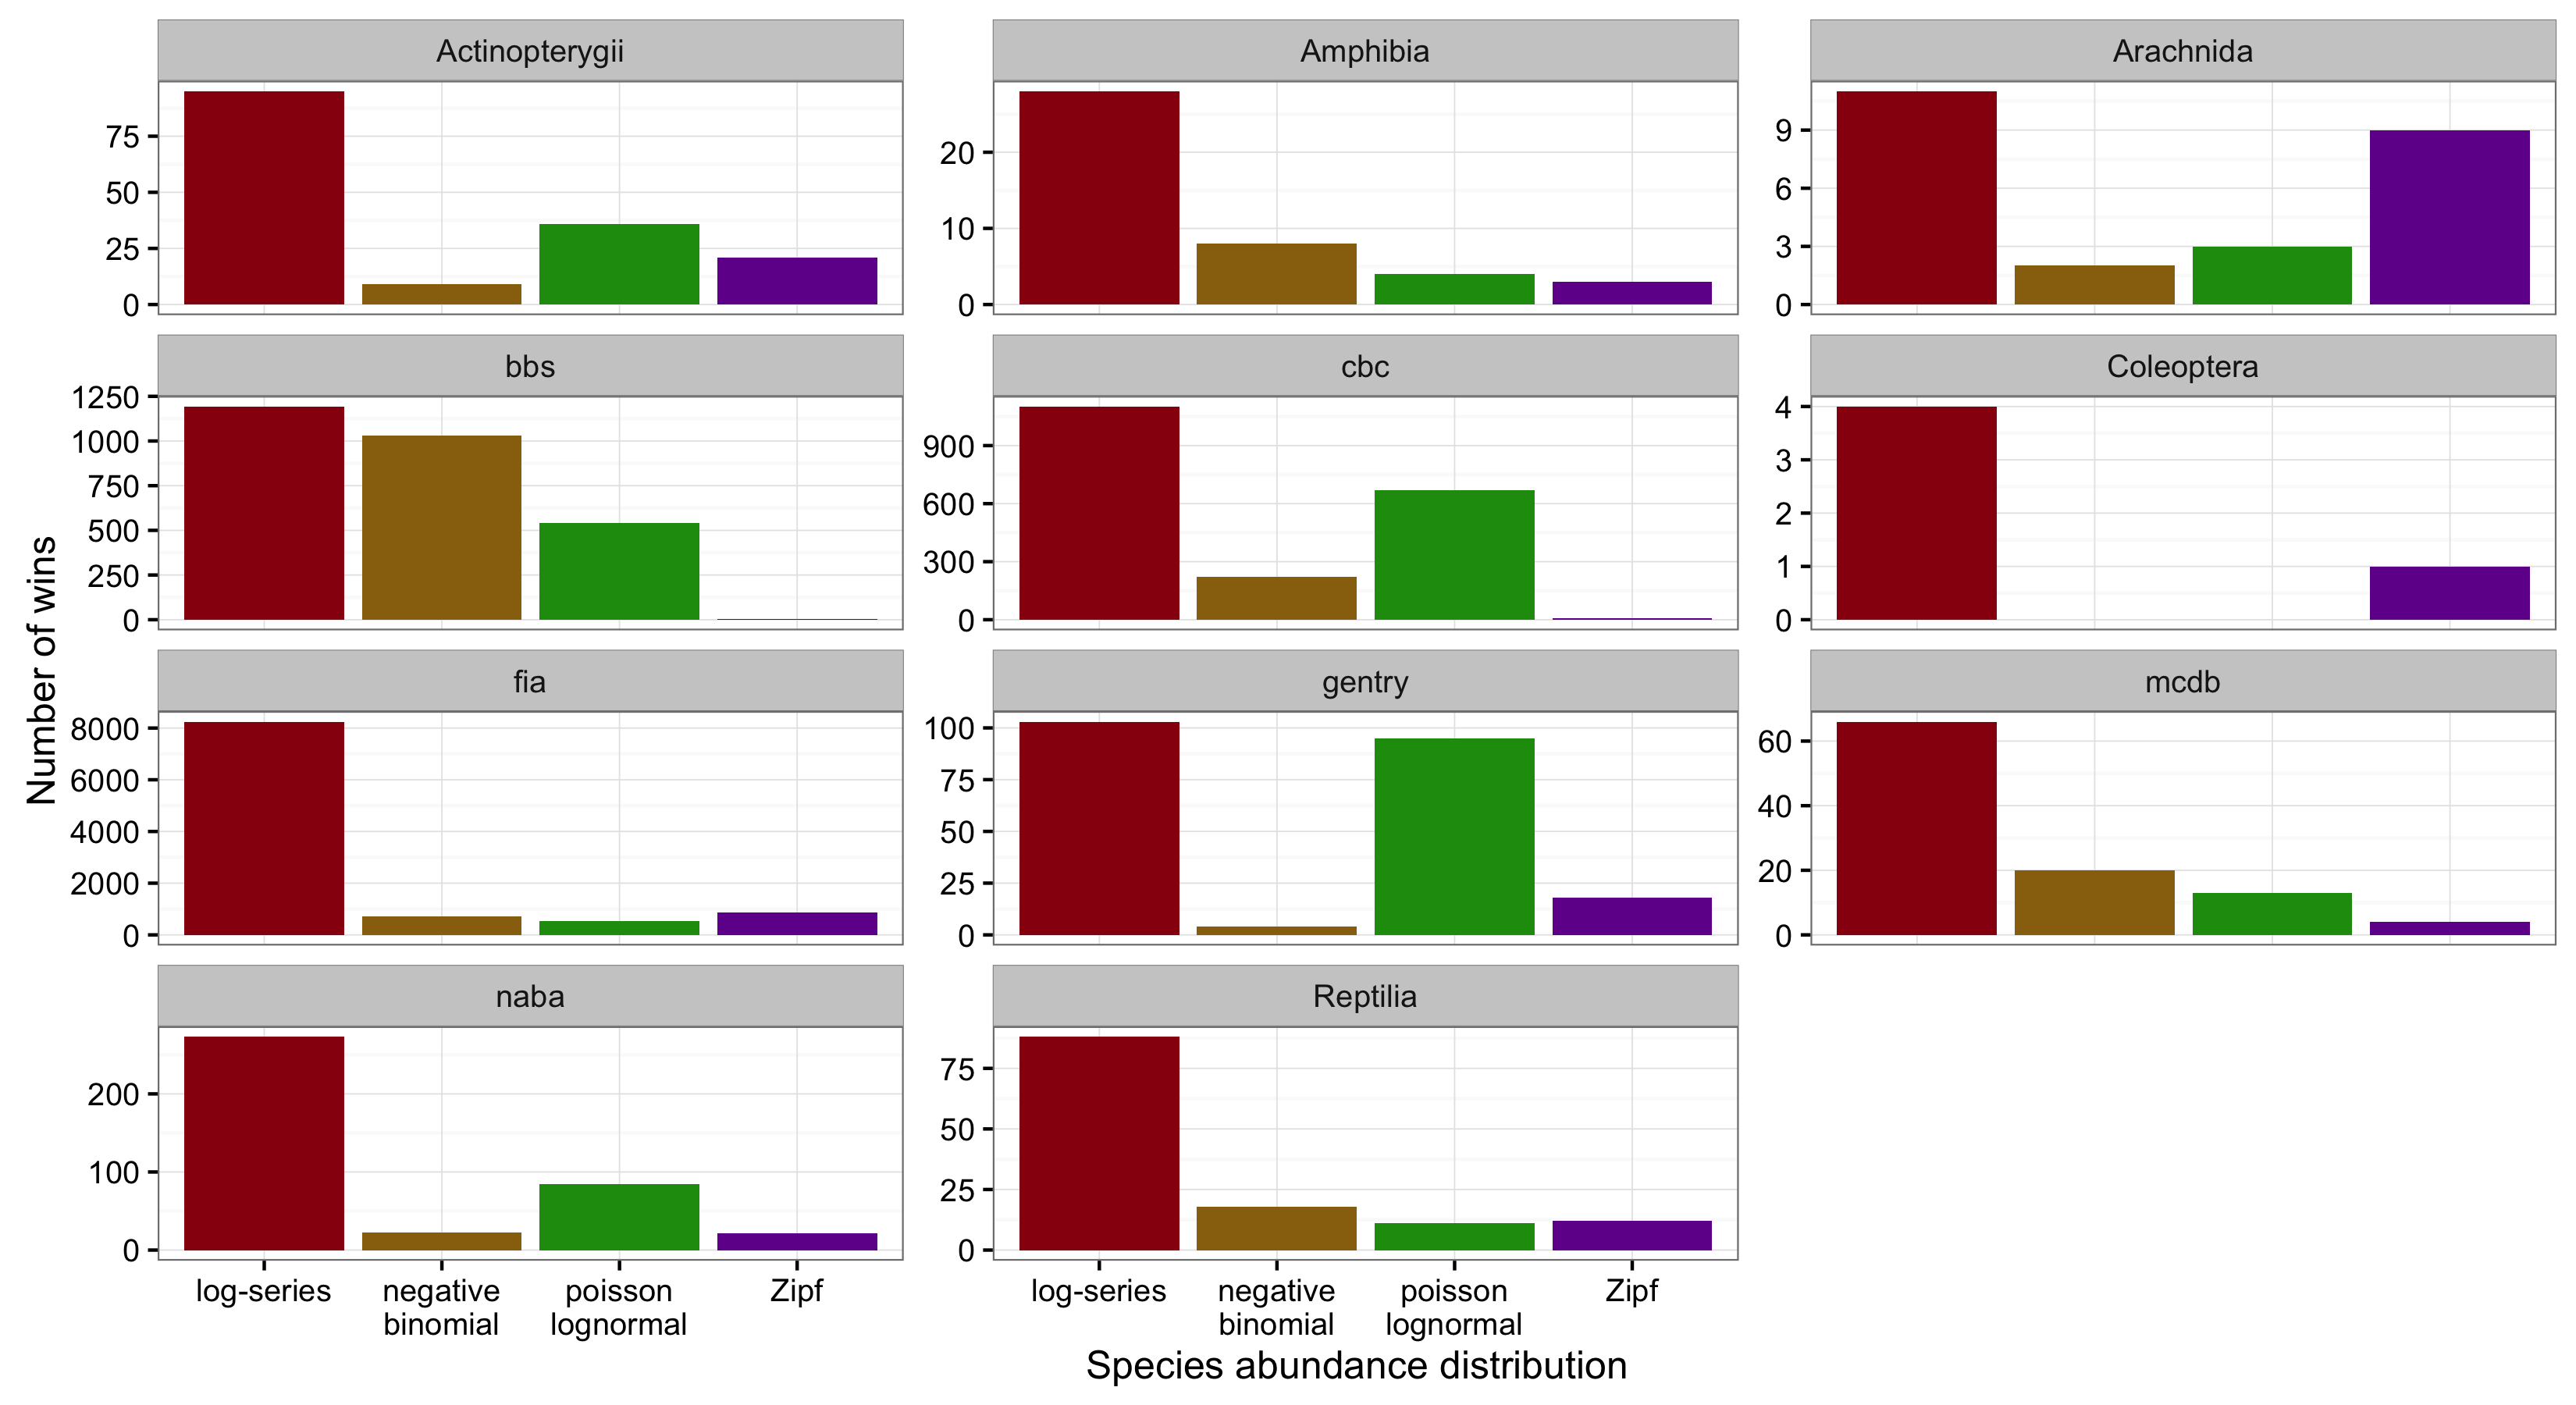 Actinopterygii
Amphibia
Arachnida
75
50
25
0
20
10
0
9
6
3
0
bbs
cbc
Coleoptera
1250
1000
750
500
250
0
900
600
300
0
4
3
2
1
0
Number of wins
fia
gentry
mcdb
8000
6000
4000
2000
0
100
75
50
25
0
60
40
20
0
naba
Reptilia
200
100
0
75
50
25
0
log-series
negative
binomial
poisson
lognormal
Zipf
log-series
negative
binomial
poisson
lognormal
Zipf
Species abundance distribution